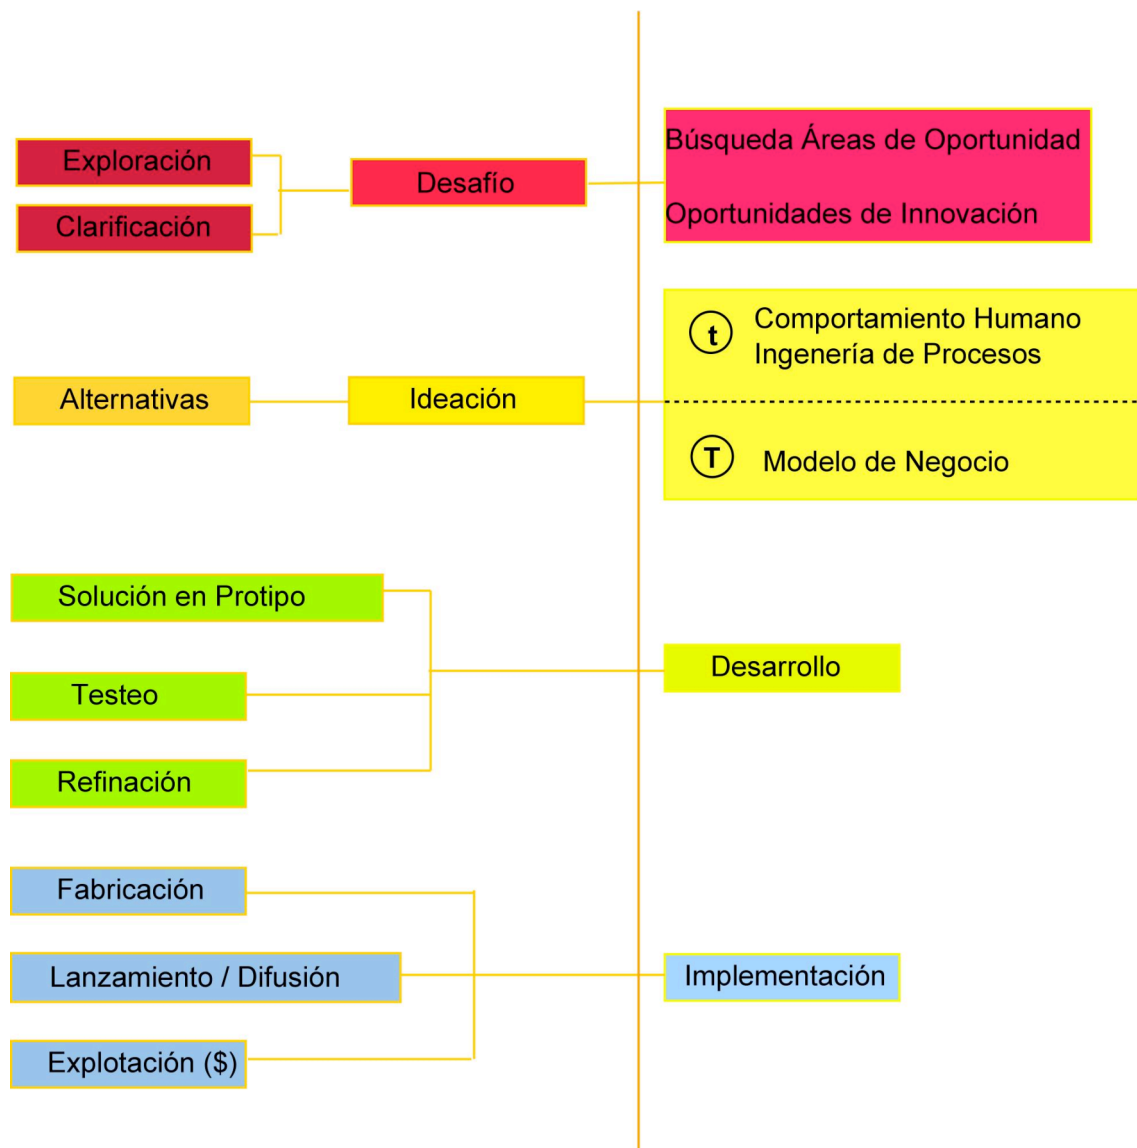 Exploración
Clarificación
Desafío
Búsqueda Áreas de Oportunidad
Oportunidades de Innovación
Alternativas
Ideación
t
Comportamiento Humano
Ingenería de Procesos
T
Modelo de Negocio
Solución en Protipo
Testeo
Refinación
Desarrollo
Fabricación
Lanzamiento / Difusión
Explotación ($)
Implementación